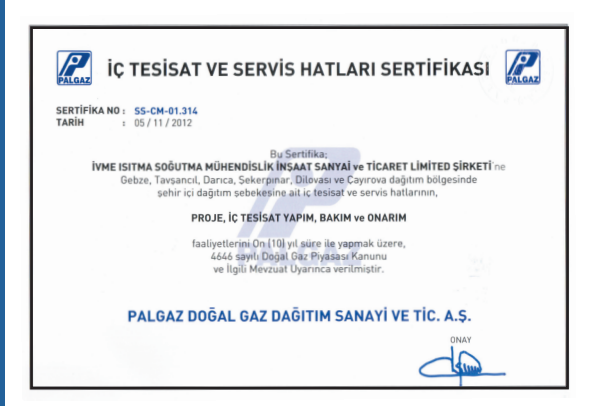 PALGAZ
İÇ TESİSAT VE SERVİS HATLARI SERTİFİKASI
PALGAZ
SERTİFİKA NO : SS-CM-01.314
TARİH : 05 / 11 / 2012
Bu Sertifika;
İVME ISITMA SOĞUTMA MÜHENDİSLİK İNŞAAT SANYAİ ve TİCARET LİMİTED ŞİRKETİ'ne
Gebze, Tavşancıl, Darıca, Şekerpınar, Dilovası ve Çayırova dağıtım bölgesinde
şehir içi dağıtım şebekesine ait iç tesisat ve servis hatlarının,
PROJE, İÇ TESİSAT YAPIM, BAKIM ve ONARIM
faaliyetlerini On (10) yıl süre ile yapmak üzere,
4646 sayılı Doğal Gaz Piyasası Kanunu
PALGAZ
ve İlgili Mevzuat Uyarınca verilmiştir.
PALGAZ DOĞAL GAZ DAĞITIM SANAYİ VE TİC. A.Ş.
ONAY